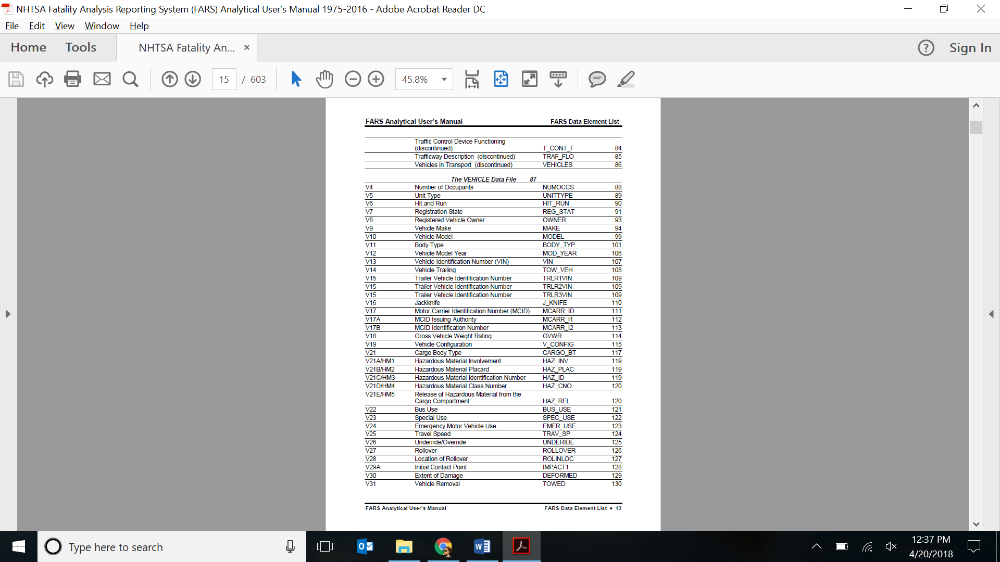 NHTSA Fatality Analysis Reporting System (FARS) Analytical User's Manual 1975-2016 - Adobe Acrobat Reader DC
File Edit View Window Help
Home Tools NHTSA Fatality An... × ? Sign In
15 / 603 45.8%
FARS Analytical User's Manual FARS Data Element List
Traffic Control Device Functioning
(discontinued) T_CONT_F 84
Trafficway Description (discontinued) TRAF_FLO 85
Vehicles in Transport (discontinued) VEHICLES 86
The VEHICLE Data File 87
V4 Number of Occupants NUMOCCS 88
V5 Unit Type UNITTYPE 89
V6 Hit and Run HIT_RUN 90
V7 Registration State REG_STAT 91
V8 Registered Vehicle Owner OWNER 93
V9 Vehicle Make MAKE 94
V10 Vehicle Model MODEL 99
V11 Body Type BODY_TYP 101
V12 Vehicle Model Year MOD_YEAR 106
V13 Vehicle Identification Number (VIN) VIN 107
V14 Vehicle Trailing TOW_VEH 108
V15 Trailer Vehicle Identification Number TRLR1VIN 109
V15 Trailer Vehicle Identification Number TRLR2VIN 109
V15 Trailer Vehicle Identification Number TRLR3VIN 109
V16 Jackknife J_KNIFE 110
V17 Motor Carrier Identification Number (MCID) MCARR_ID 111
V17A MCID Issuing Authority MCARR_I1 112
V17B MCID Identification Number MCARR_I2 113
V18 Gross Vehicle Weight Rating GVWR 114
V19 Vehicle Configuration V_CONFIG 115
V21 Cargo Body Type CARGO_BT 117
V21A/HM1 Hazardous Material Involvement HAZ_INV 119
V21B/HM2 Hazardous Material Placard HAZ_PLAC 119
V21C/HM3 Hazardous Material Identification Number HAZ_ID 119
V21D/HM4 Hazardous Material Class Number HAZ_CNO 120
V21E/HM5 Release of Hazardous Material from the
Cargo Compartment HAZ_REL 120
V22 Bus Use BUS_USE 121
V23 Special Use SPEC_USE 122
V24 Emergency Motor Vehicle Use EMER_USE 123
V25 Travel Speed TRAV_SP 124
V26 Underride/Override UNDERIDE 125
V27 Rollover ROLLOVER 126
V28 Location of Rollover ROLINLOC 127
V29A Initial Contact Point IMPACT1 128
V30 Extent of Damage DEFORMED 129
V31 Vehicle Removal TOWED 130
FARS Analytical User's Manual FARS Data Element List • 13
Type here to search 12:37 PM
4/20/2018